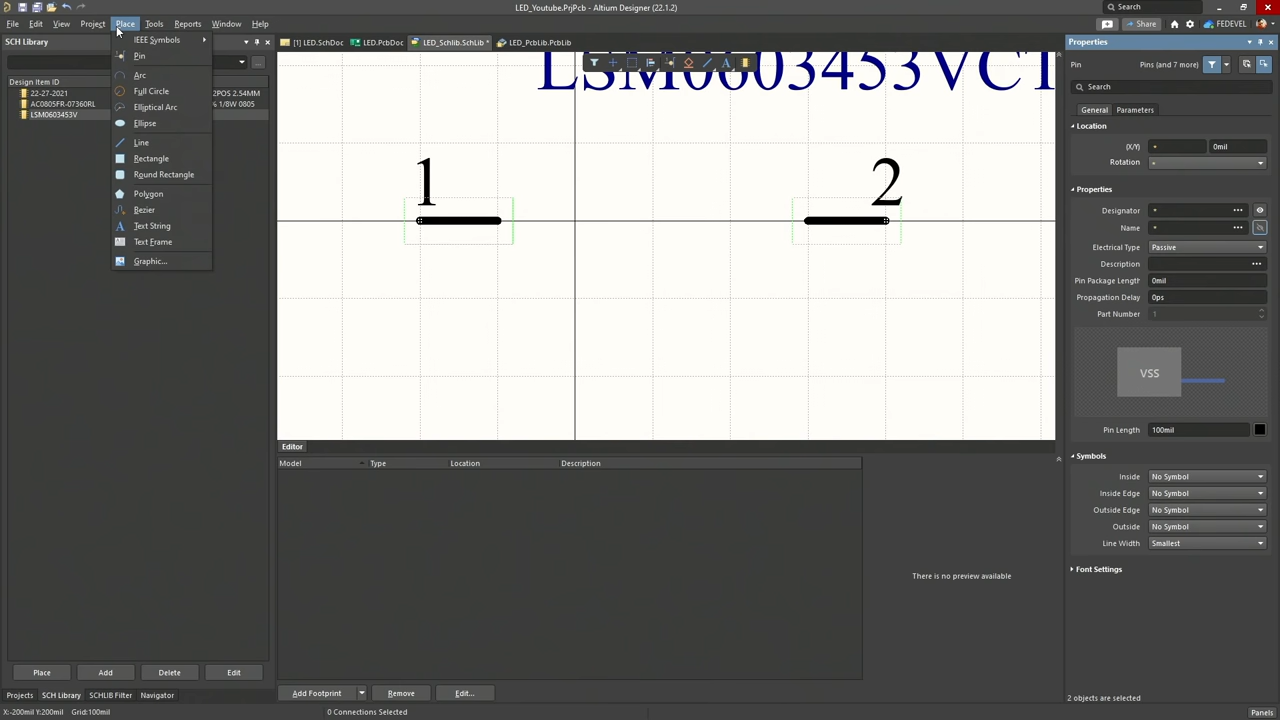 LED_Youtube.PrjPcb - Altium Designer (22.1.2)
Search
File Edit View Project Place Tools Reports Window Help
Share
FEDEVEL
SCH Library
Design Item ID
22-27-2021
2POS 2.54MM
AC0805FR-07360RL
% 1/8W 0805
LSM0603453V
IEEE Symbols
Pin
Arc
Full Circle
Elliptical Arc
Ellipse
Line
Rectangle
Round Rectangle
Polygon
Bezier
Text String
Text Frame
Graphic...
Place Add Delete Edit
Projects SCH Library SCHLIB Filter Navigator
[1] LED.SchDoc LED.PcbDoc LED_Schlib.SchLib * LED_PcbLib.PcbLib
LSM0603453VCT
1
2
Editor
Model Type Location Description
There is no preview available
Add Footprint Remove Edit...
Properties
Pin Pins (and 7 more)
Search
General Parameters
Location
(X/Y) * 0mil
Rotation *
Properties
Designator *
Name *
Electrical Type Passive
Description
Pin Package Length 0mil
Propagation Delay 0ps
Part Number 1
VSS
Pin Length 100mil
Symbols
Inside No Symbol
Inside Edge No Symbol
Outside Edge No Symbol
Outside No Symbol
Line Width Smallest
Font Settings
2 objects are selected
X:-200mil Y:200mil Grid:100mil
0 Connections Selected
Panels